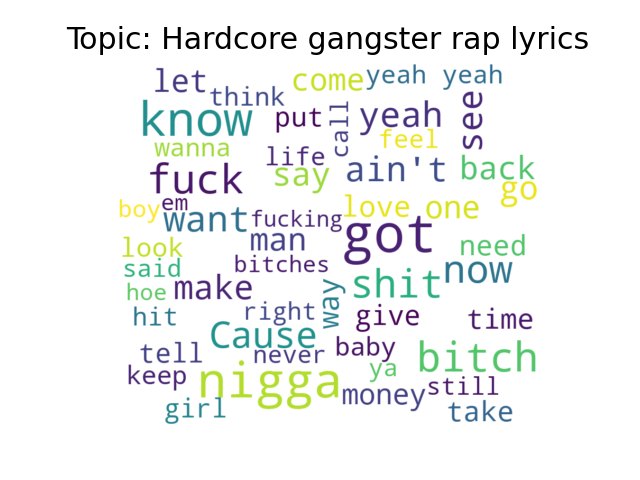 Topic: Hardcore gangster rap lyrics
let come yeah yeah
think
know put call yeah see
wanna life feel
fuck say ain't back
go
boy em want fucking love one
man got
look need
said bitches now
hoe make way shit
hit right give time
Cause
tell never baby bitch
keep nigga ya
money still
girl take